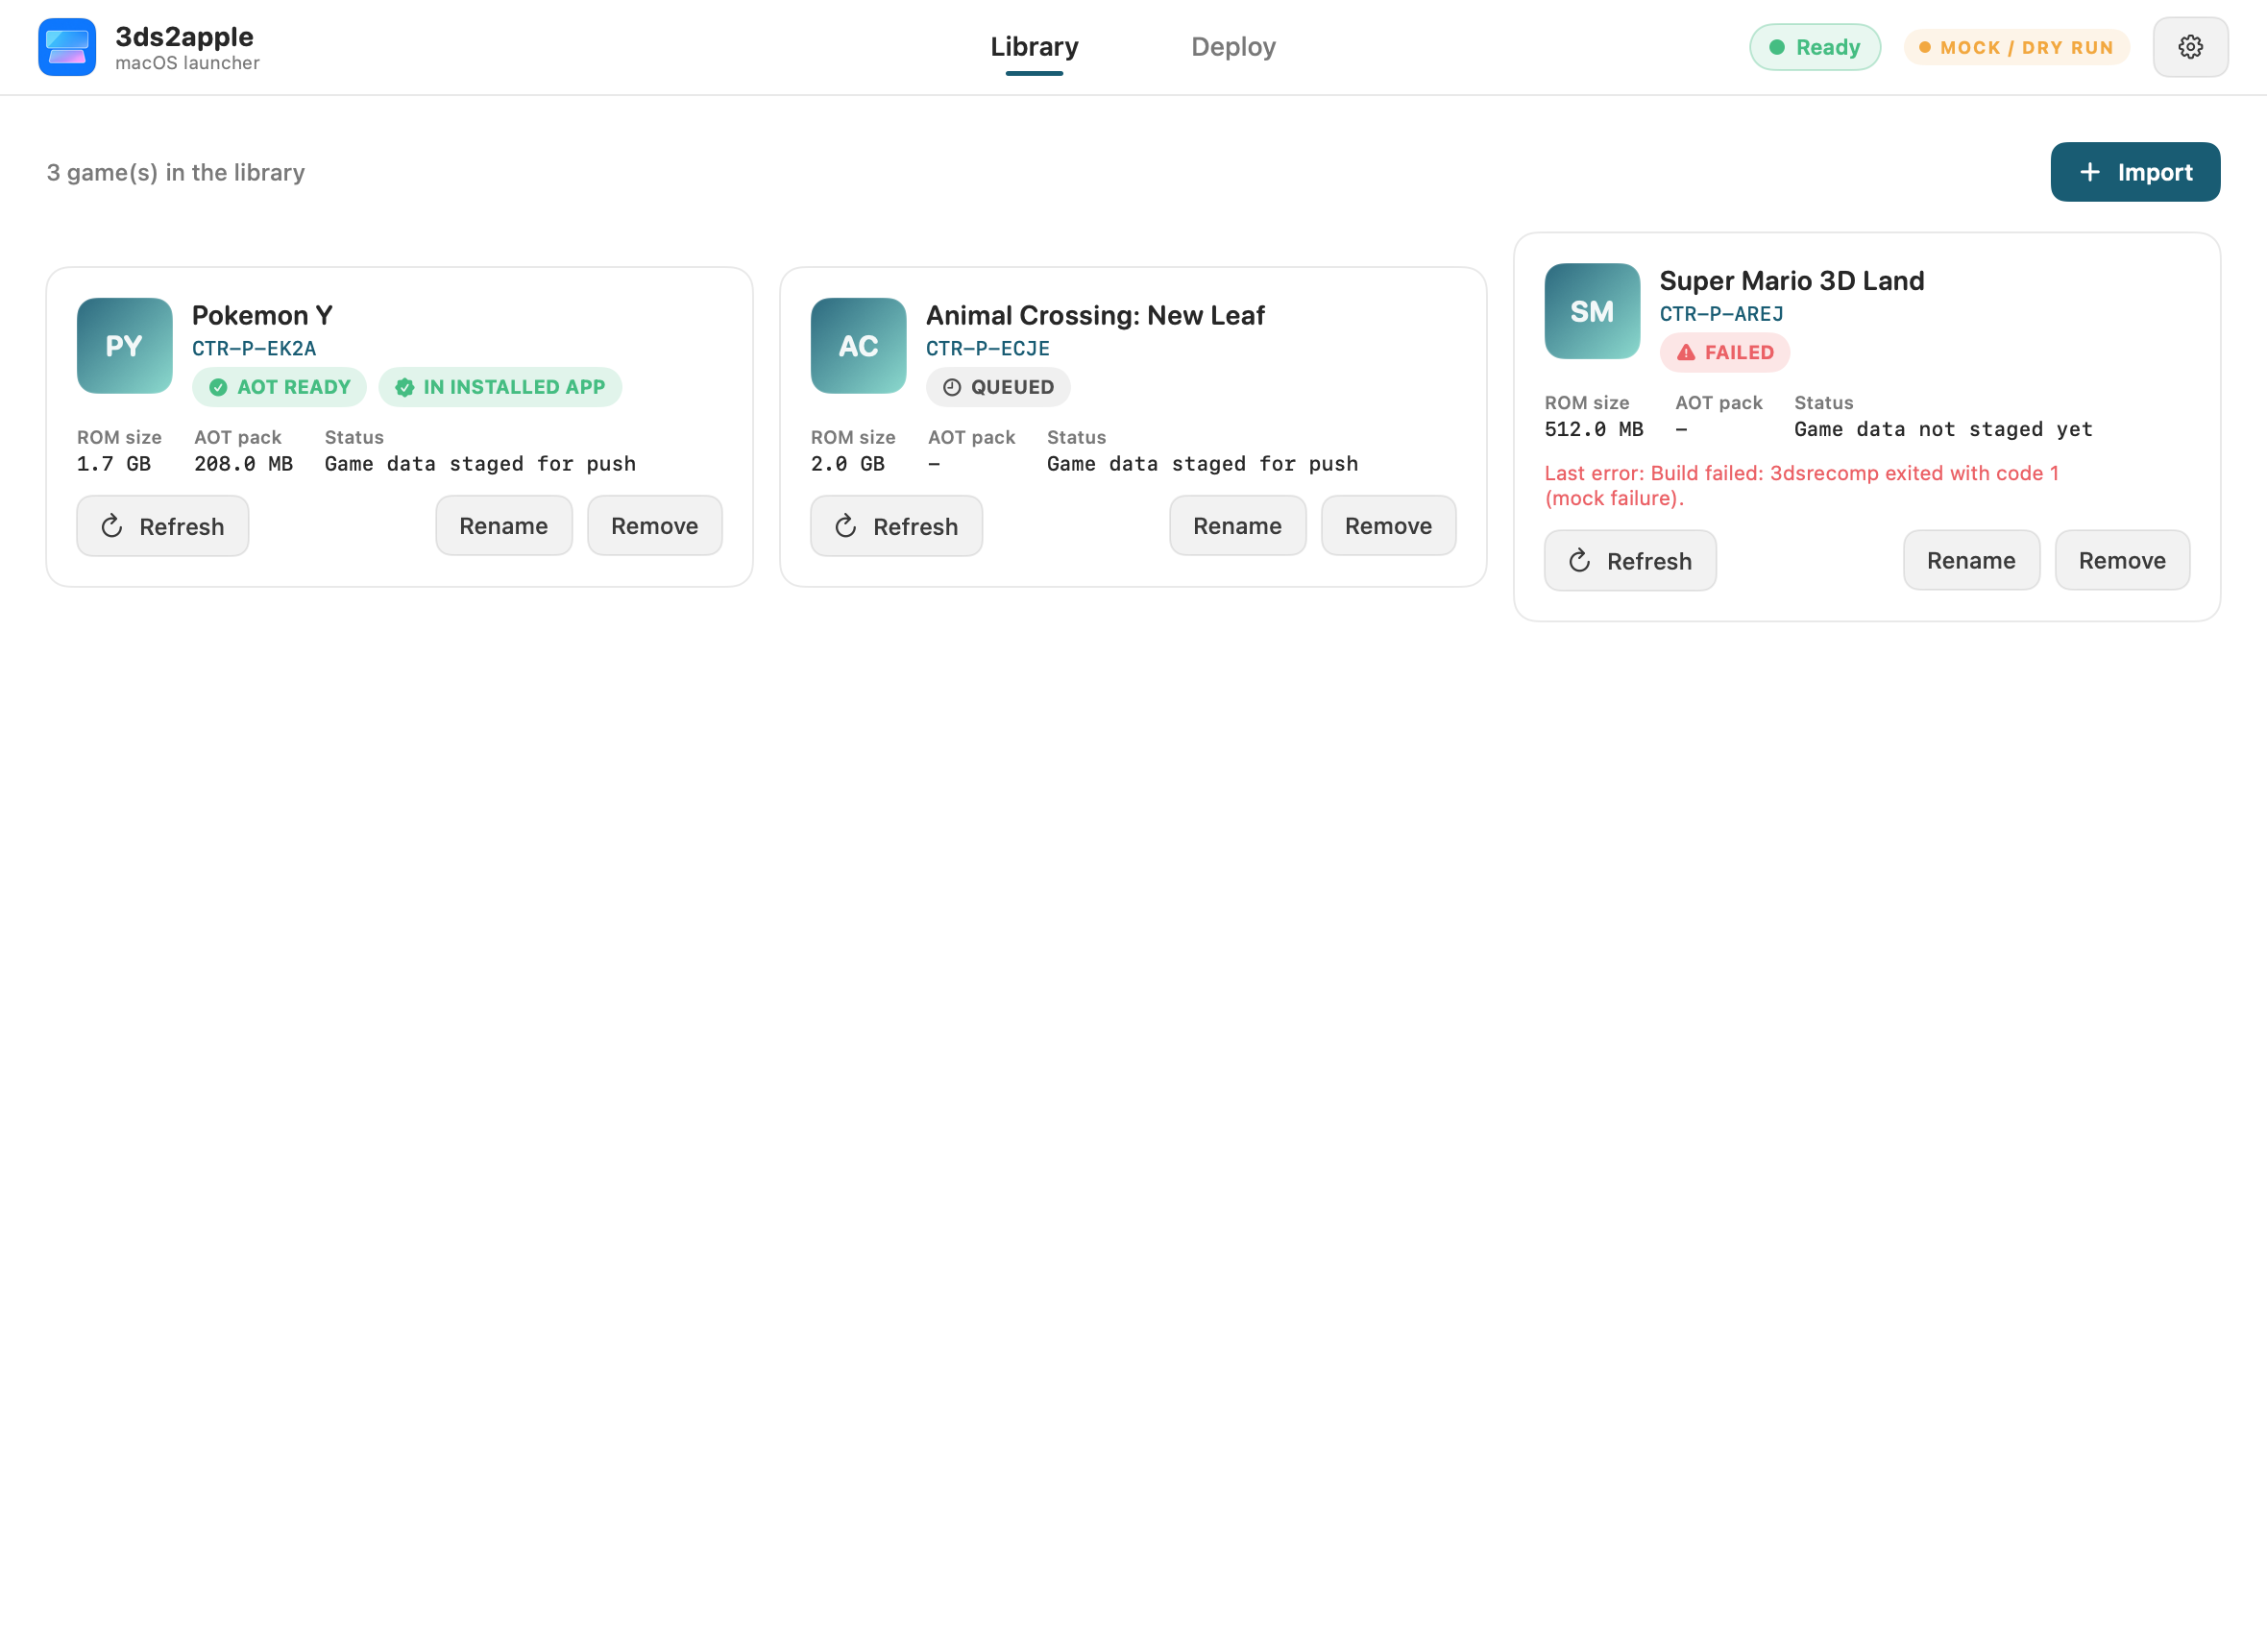 3ds2apple
macOS launcher
Library
Deploy
Ready
MOCK / DRY RUN
3 game(s) in the library
+ Import
PY
Pokemon Y
CTR-P-EK2A
AOT READY
IN INSTALLED APP
ROM size
AOT pack
Status
1.7 GB
208.0 MB
Game data staged for push
Refresh
Rename
Remove
AC
Animal Crossing: New Leaf
CTR-P-ECJE
QUEUED
ROM size
AOT pack
Status
2.0 GB
—
Game data staged for push
Refresh
Rename
Remove
SM
Super Mario 3D Land
CTR-P-AREJ
FAILED
ROM size
AOT pack
Status
512.0 MB
—
Game data not staged yet
Last error: Build failed: 3dsrecomp exited with code 1
(mock failure).
Refresh
Rename
Remove